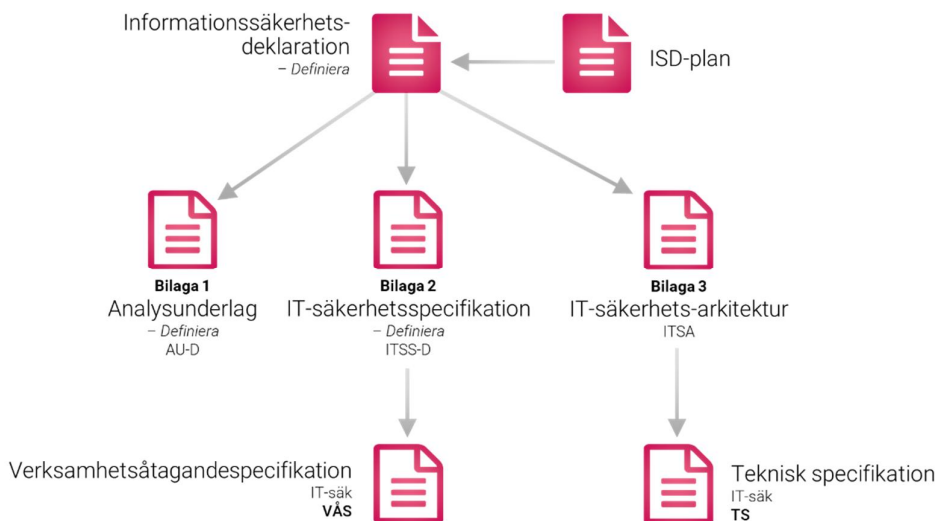 Informationssäkerhets-
deklaration
– Definiera
ISD-plan
Bilaga 1
Analysunderlag
– Definiera
AU-D
Bilaga 2
IT-säkerhetsspecifikation
– Definiera
ITSS-D
Bilaga 3
IT-säkerhets-arkitektur
ITSA
Verksamhetsåtagandespecifikation
IT-säk
VÅS
Teknisk specifikation
IT-säk
TS